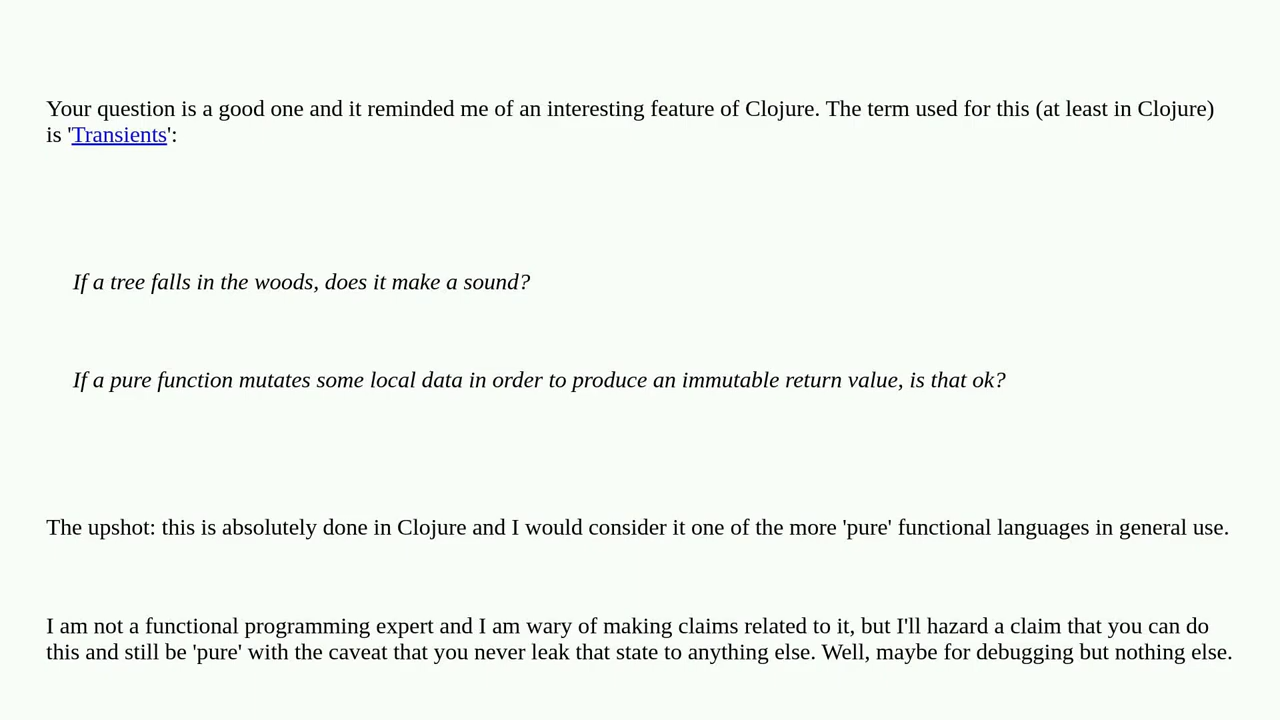 Your question is a good one and it reminded me of an interesting feature of Clojure. The term used for this (at least in Clojure)
is 'Transients':
If a tree falls in the woods, does it make a sound?
If a pure function mutates some local data in order to produce an immutable return value, is that ok?
The upshot: this is absolutely done in Clojure and I would consider it one of the more 'pure' functional languages in general use.
I am not a functional programming expert and I am wary of making claims related to it, but I'll hazard a claim that you can do
this and still be 'pure' with the caveat that you never leak that state to anything else. Well, maybe for debugging but nothing else.